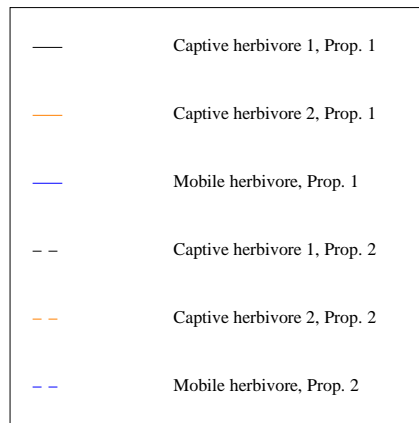 Captive herbivore 1, Prop. 1
Captive herbivore 2, Prop. 1
Mobile herbivore, Prop. 1
Captive herbivore 1, Prop. 2
Captive herbivore 2, Prop. 2
Mobile herbivore, Prop. 2